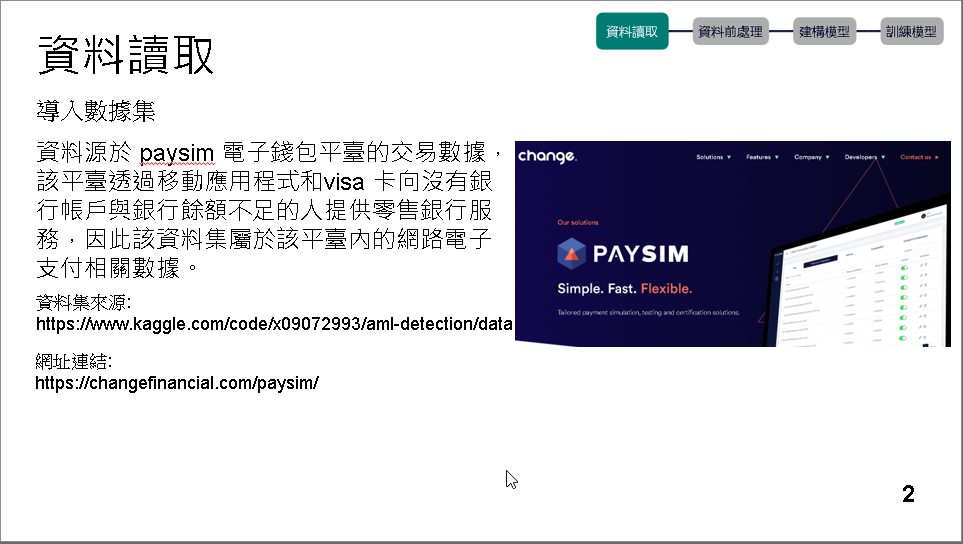 資料讀取
資料讀取 資料前處理 建構模型 訓練模型
導入數據集
資料源於 paysim 電子錢包平臺的交易數據，
該平臺透過移動應用程式和visa 卡向沒有銀
行帳戶與銀行餘額不足的人提供零售銀行服
務，因此該資料集屬於該平臺內的網路電子
支付相關數據。
資料集來源:
https://www.kaggle.com/code/x09072993/aml-detection/data
網址連結:
https://changefinancial.com/paysim/
change.
Solutions Features Company Developers Contact us
Our solutions
PAYSIM
Simple. Fast. Flexible.
Tailored payment simulation, testing and certification solutions.
2